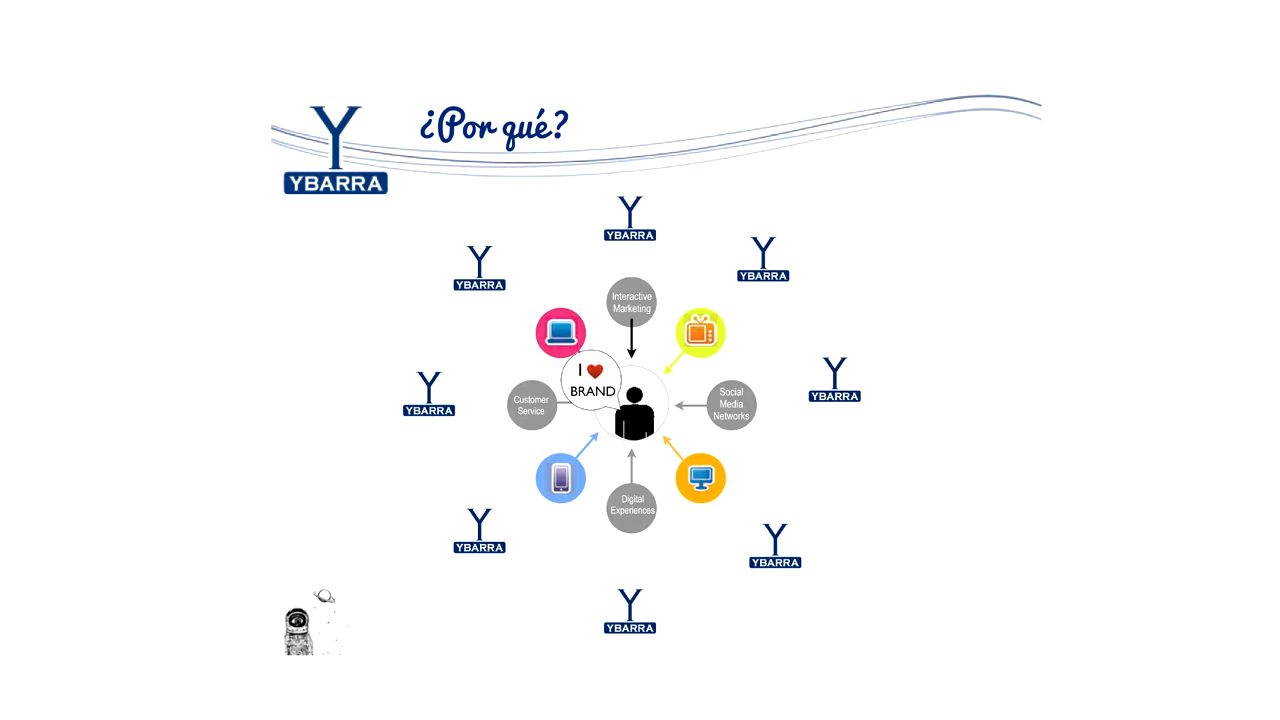 ¿Por qué?
Y
YBARRA
Y
YBARRA
Y
YBARRA
Y
YBARRA
Interactive
Marketing
I
BRAND
Customer
Service
Social
Media
Networks
Y
YBARRA
Y
YBARRA
Digital
Experiences
Y
YBARRA
Y
YBARRA
Y
YBARRA